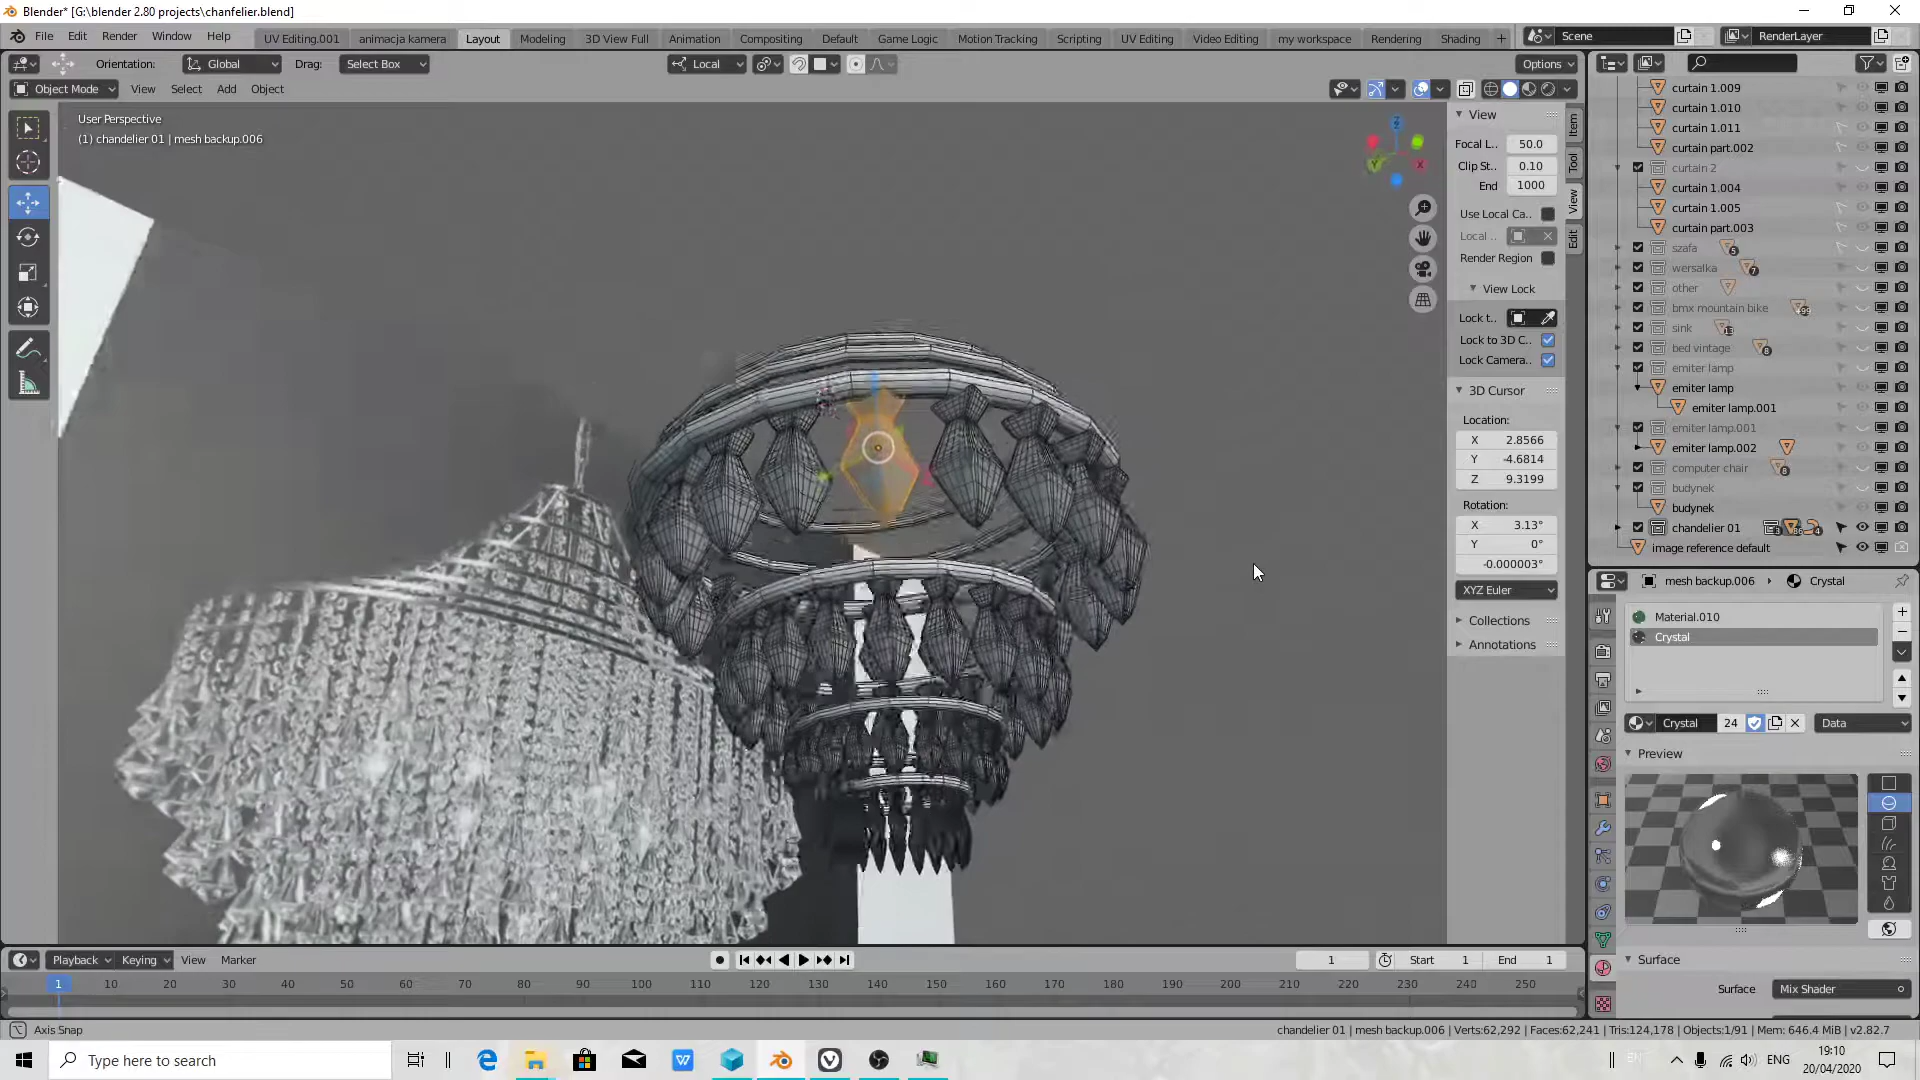 Blender* [G:\blender 2.80 projects\chanfelier.blend]
File Edit Render Window Help UV Editing.001 animacja kamera Layout Modeling 3D View Full Animation Compositing Default Game Logic Motion Tracking Scripting UV Editing Video Editing my workspace Rendering Shading + Scene RenderLayer
Orientation: Global Drag: Select Box Local Options
Object Mode View Select Add Object
User Perspective
(1) chandelier 01 | mesh backup.006
Z
X
Y
View
Focal L.. 50.0
Clip St.. 0.10
End 1000
Use Local Ca..
Local ..
Render Region
View Lock
Lock t..
Lock to 3D C..
Lock Camera..
3D Cursor
Location:
X 2.8566
Y -4.6814
Z 9.3199
Rotation:
X 3.13°
Y 0°
-0.000003°
XYZ Euler
Collections
Annotations
Item
Tool
View
Edit
curtain 1.009
curtain 1.010
curtain 1.011
curtain part.002
curtain 2
curtain 1.004
curtain 1.005
curtain part.003
szafa 5
wersalka 7
other
bmx mountain bike 99
sink 13
bed vintage 8
emiter lamp
emiter lamp
emiter lamp.001
emiter lamp.001
emiter lamp.002
computer chair 8
budynek
budynek
chandelier 01
image reference default
mesh backup.006 Crystal
Material.010
Crystal
Crystal 24 Data
Preview
Surface
Surface Mix Shader
Playback Keying View Marker 1 Start 1 End 1
1 10 20 30 40 50 60 70 80 90 100 110 120 130 140 150 160 170 180 190 200 210 220 230 240 250
Axis Snap chandelier 01 | mesh backup.006 | Verts:62,292 | Faces:62,241 | Tris:124,178 | Objects:1/91 | Mem: 646.4 MiB | v2.82.7
Type here to search ENG 19:10
20/04/2020